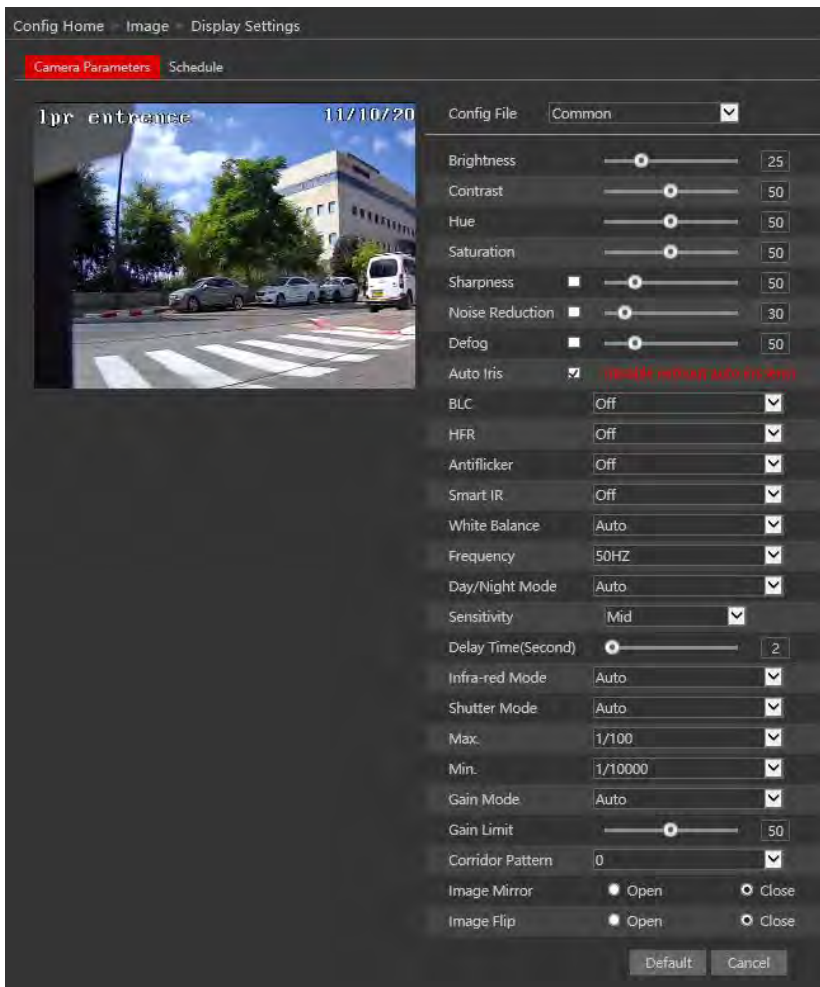 Config Home Image Display Settings
Camera Parameters Schedule
lpr entrence 11/10/20
Config File Common
Brightness 25
Contrast 50
Hue 50
Saturation 50
Sharpness 50
Noise Reduction 30
Defog 50
Auto Iris
BLC Off
HFR Off
Antiflicker Off
Smart IR Off
White Balance Auto
Frequency 50HZ
Day/Night Mode Auto
Sensitivity Mid
Delay Time(Second) 2
Infra-red Mode Auto
Shutter Mode Auto
Max. 1/100
Min. 1/10000
Gain Mode Auto
Gain Limit 50
Corridor Pattern 0
Image Mirror Open Close
Image Flip Open Close
Default Cancel